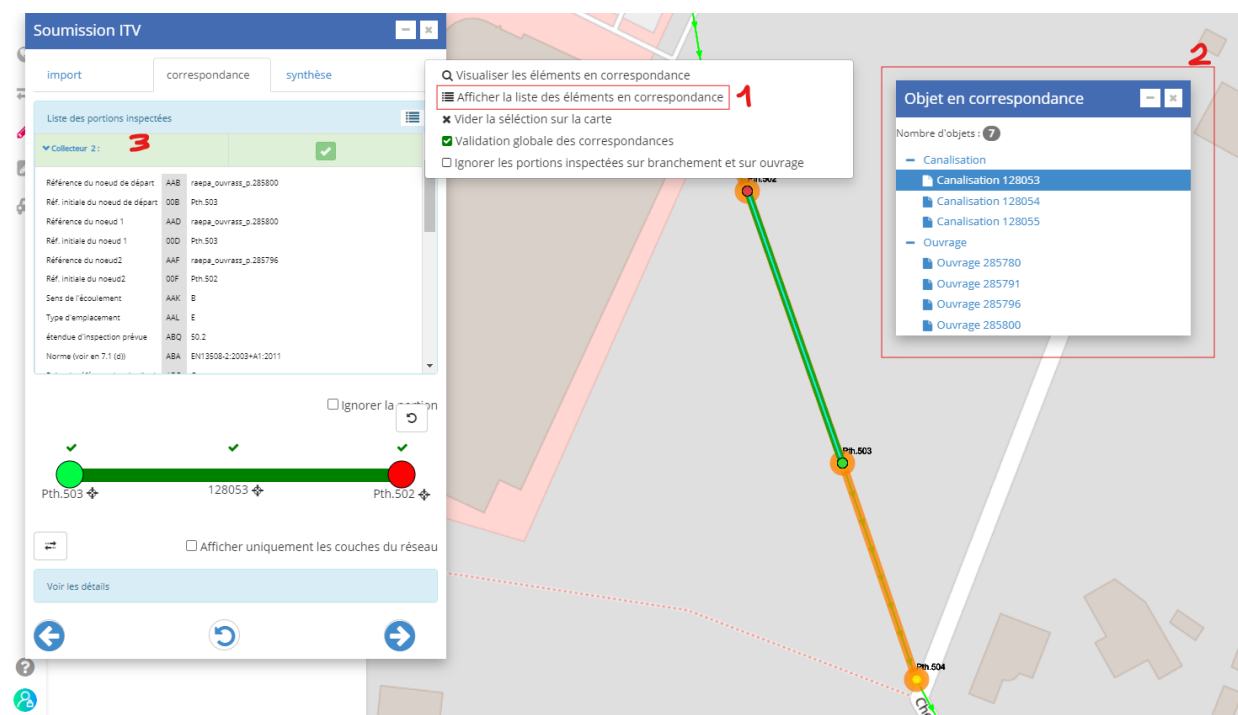 Soumission ITV
import correspondance synthèse
Liste des portions inspectées
Collecteur 2 : 3
Référence du noeud de départ AAB raepa_ouvrass_p.285800
Réf. initiale du noeud de départ 00B Pth.503
Référence du noeud 1 AAD raepa_ouvrass_p.285800
Réf. initiale du noeud 1 00D Pth.503
Référence du noeud2 AAF raepa_ouvrass_p.285796
Réf. initiale du noeud2 00F Pth.502
Sens de l'écoulement AAK B
Type d'emplacement AAL E
étendue d'inspection prévue ABQ 50.2
Norme (voir en 7.1 (d)) ABA EN13508-2:2003+A1:2011
Ignorer la portion
Pth.503 128053 Pth.502
Afficher uniquement les couches du réseau
Voir les détails
Visualiser les éléments en correspondance
Afficher la liste des éléments en correspondance 1
Vider la séléction sur la carte
Validation globale des correspondances
Ignorer les portions inspectées sur branchement et sur ouvrage
Pth.502
Pth.503
Pth.504
2
Objet en correspondance
Nombre d'objets : 7
Canalisation
Canalisation 128053
Canalisation 128054
Canalisation 128055
Ouvrage
Ouvrage 285780
Ouvrage 285791
Ouvrage 285796
Ouvrage 285800